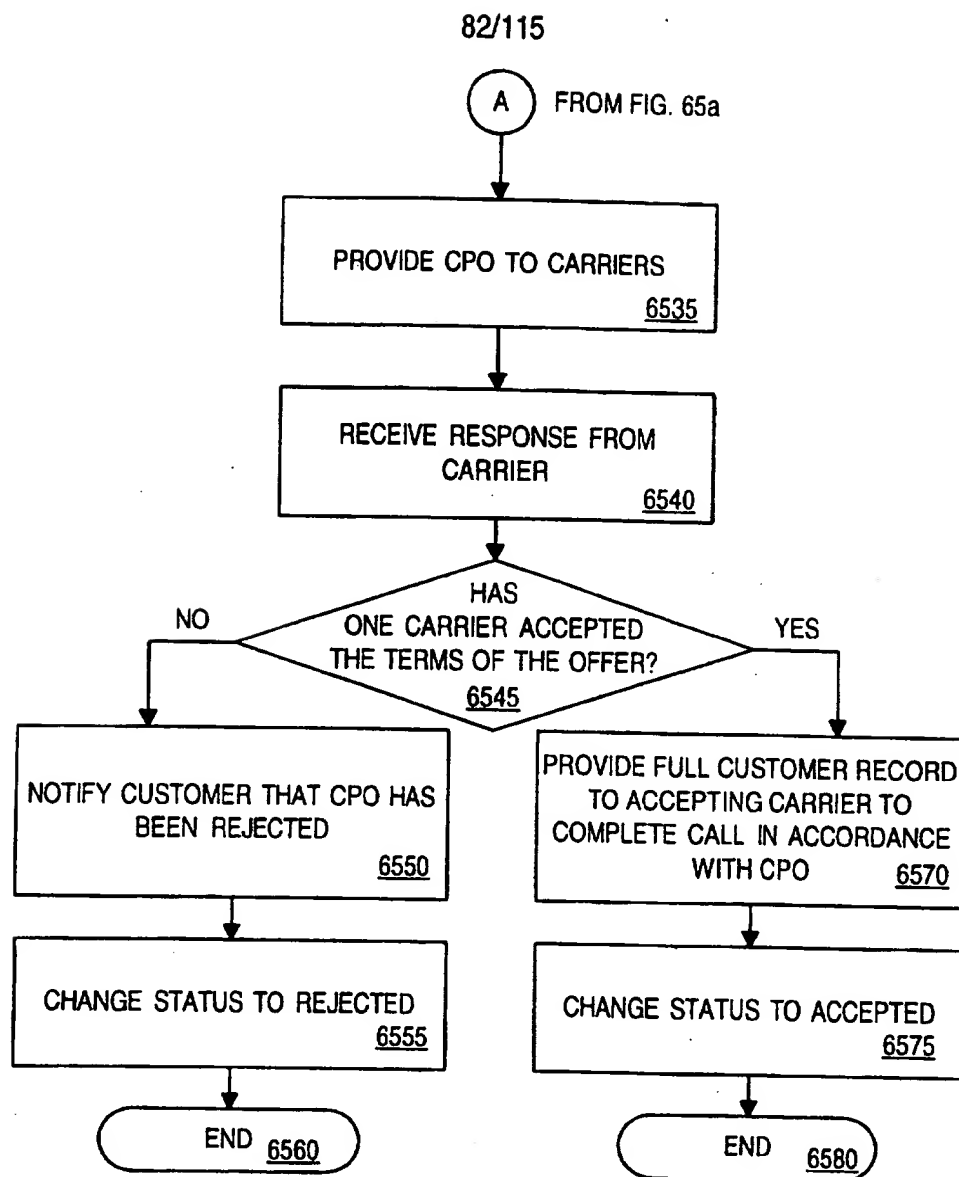 82/115
A FROM FIG. 65a
PROVIDE CPO TO CARRIERS
6535
RECEIVE RESPONSE FROM
CARRIER
6540
HAS
ONE CARRIER ACCEPTED
THE TERMS OF THE OFFER?
6545
NO
YES
NOTIFY CUSTOMER THAT CPO HAS
BEEN REJECTED
6550
PROVIDE FULL CUSTOMER RECORD
TO ACCEPTING CARRIER TO
COMPLETE CALL IN ACCORDANCE
WITH CPO 6570
CHANGE STATUS TO REJECTED
6555
CHANGE STATUS TO ACCEPTED
6575
END 6560
END 6580